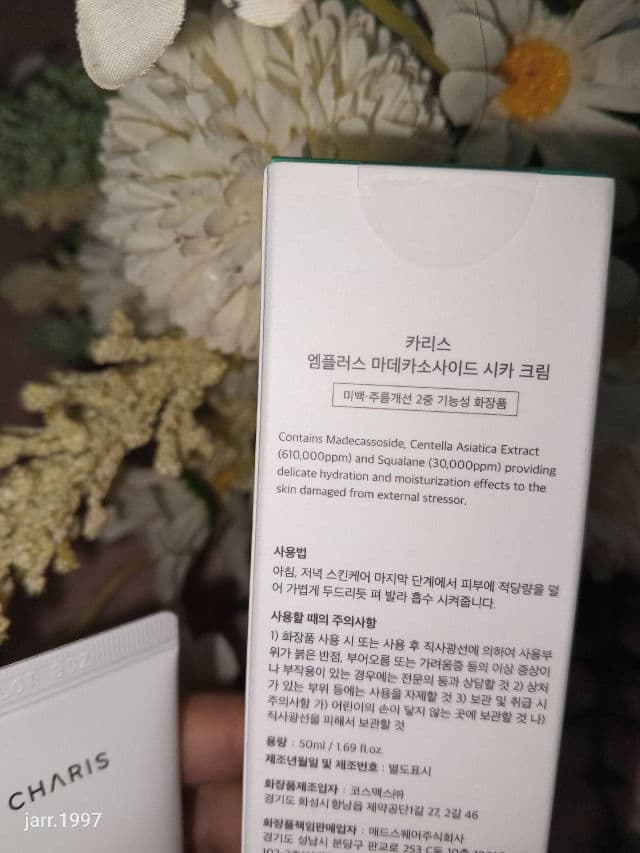 카리스
엠플러스 마데카소사이드 시카 크림
미백·주름개선 2중 기능성 화장품
Contains Madecassoside, Centella Asiatica Extract
(610,000ppm) and Squalane (30,000ppm) providing
delicate hydration and moisturization effects to the
skin damaged from external stressor.
사용법
아침, 저녁 스킨케어 마지막 단계에서 피부에 적당량을 덜
어 가볍게 두드리듯 펴 발라 흡수 시켜줍니다.
사용할 때의 주의사항
1) 화장품 사용 시 또는 사용 후 직사광선에 의하여 사용부
위가 붉은 반점, 부어오름 또는 가려움증 등의 이상 증상이
나 부작용이 있는 경우에는 전문의 등과 상담할 것 2) 상처
가 있는 부위 등에는 사용을 자제할 것 3) 보관 및 취급 시
주의사항 가) 어린이의 손이 닿지 않는 곳에 보관할 것 나)
직사광선을 피해서 보관할 것
용량 : 50ml / 1.69 fl.oz.
제조년월일 및 제조번호 : 별도표시
화장품제조업자 : 코스맥스㈜
경기도 화성시 향남읍 제약공단1길 27, 2길 46
화장품책임판매업자 : 매드스퀘어주식회사
경기도 성남시 분당구 판교로 253 C동 10층
CHARIS
jarr.1997